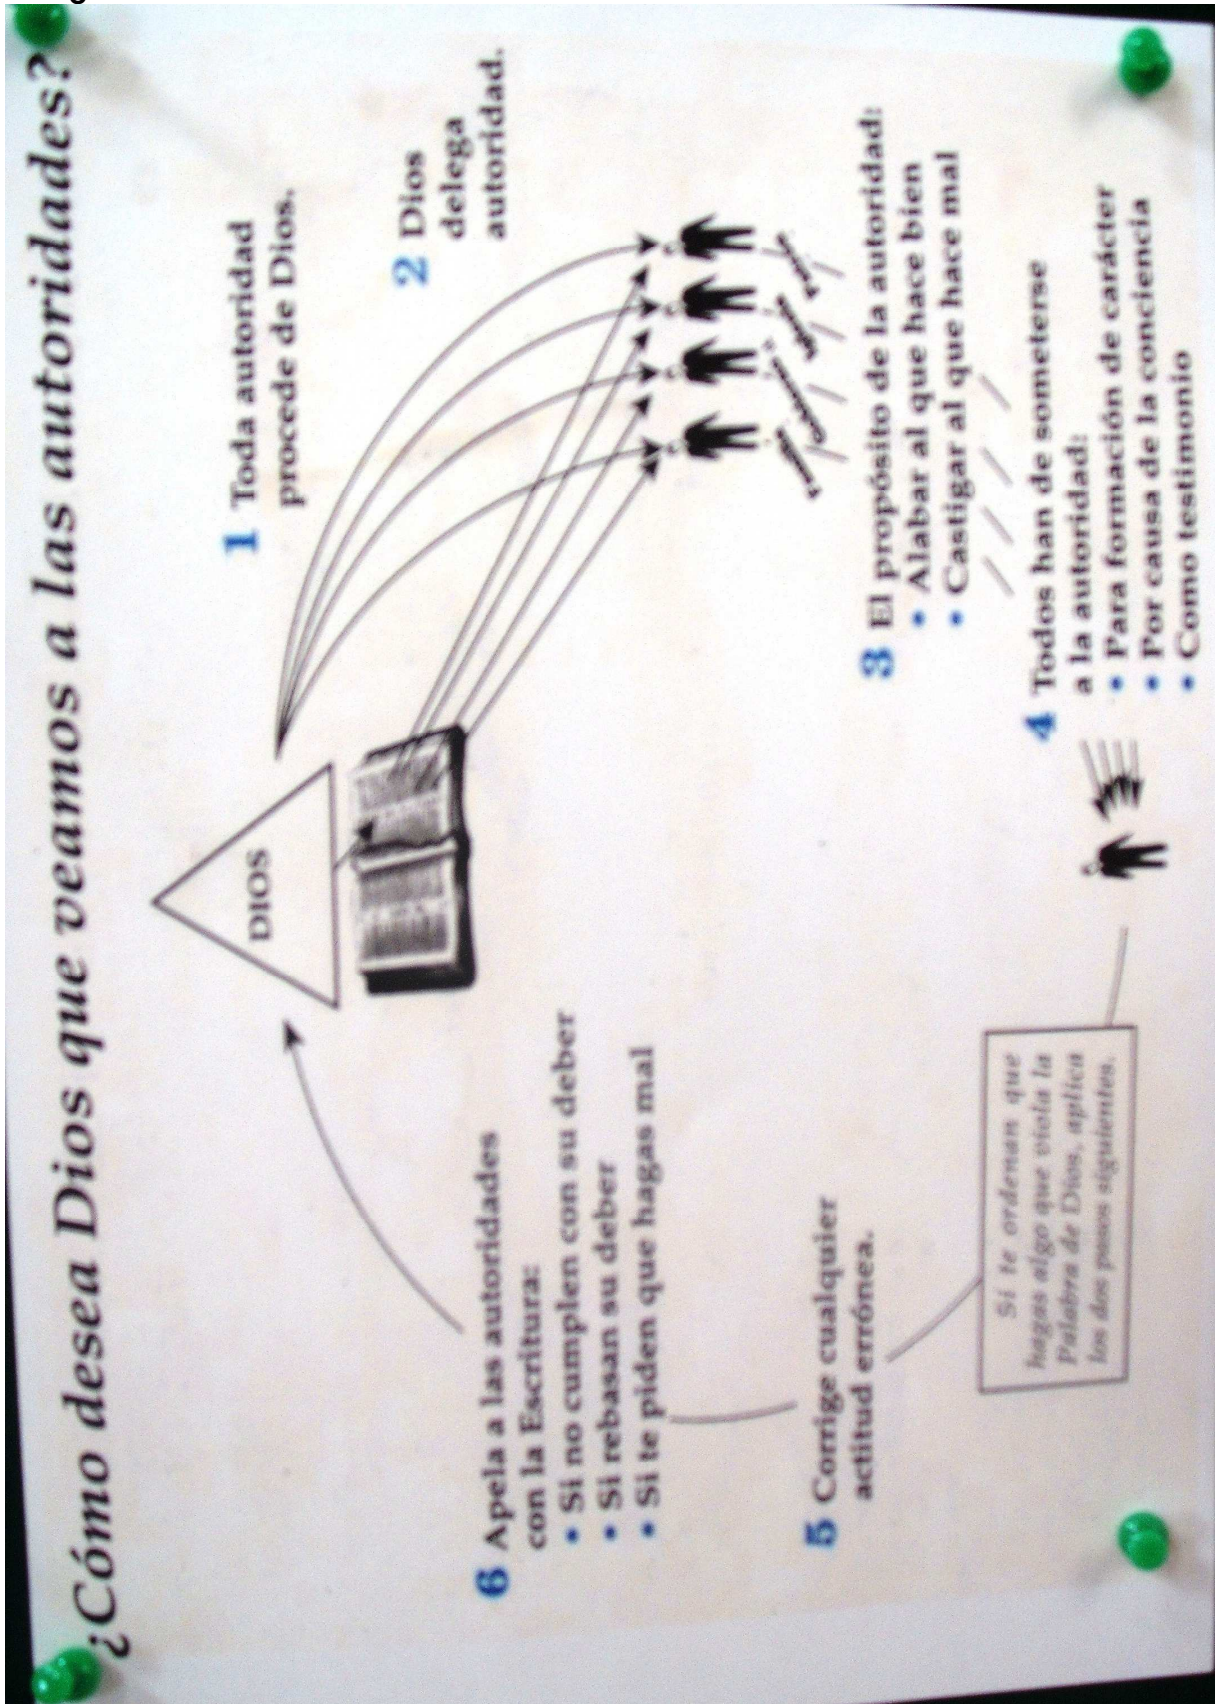 ¿Cómo desea Dios que veamos a las autoridades?
DIOS
1 Toda autoridad
procede de Dios.
2 Dios
delega
autoridad.
3 El propósito de la autoridad:
• Alabar al que hace bien
• Castigar al que hace mal
4 Todos han de someterse
a la autoridad:
• Para formación de carácter
• Por causa de la conciencia
• Como testimonio
Si te ordenan que
hagas algo que viola la
Palabra de Dios, aplica
los dos pasos siguientes.
5 Corrige cualquier
actitud errónea.
6 Apela a las autoridades
con la Escritura:
• Si no cumplen con su deber
• Si rebasan su deber
• Si te piden que hagas mal